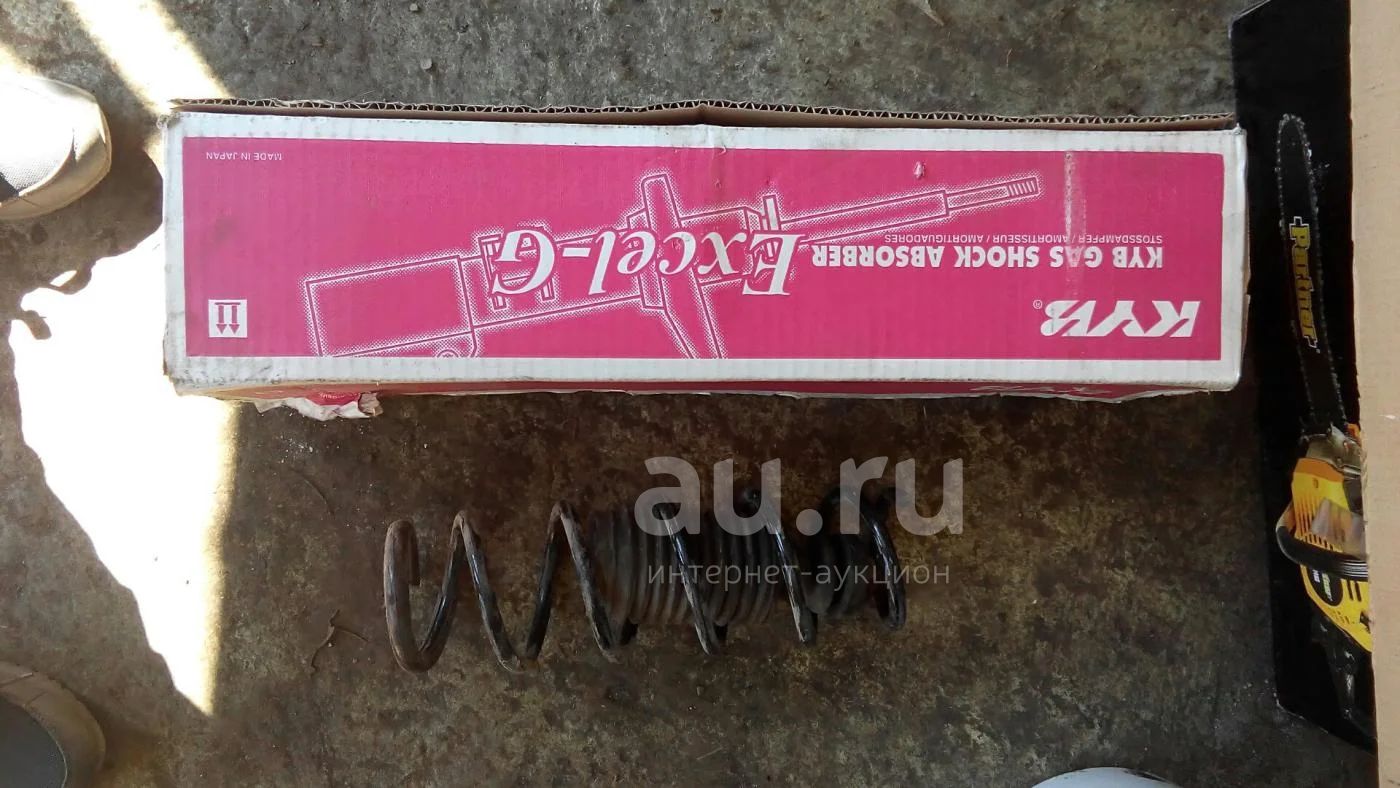 KYB®
KYB GAS SHOCK ABSORBER
STOSSDAMPFER / AMORTISSEUR / AMORTIGUADORES
Excel-G
MADE IN JAPAN
Partner
au.ru
интернет-аукцион